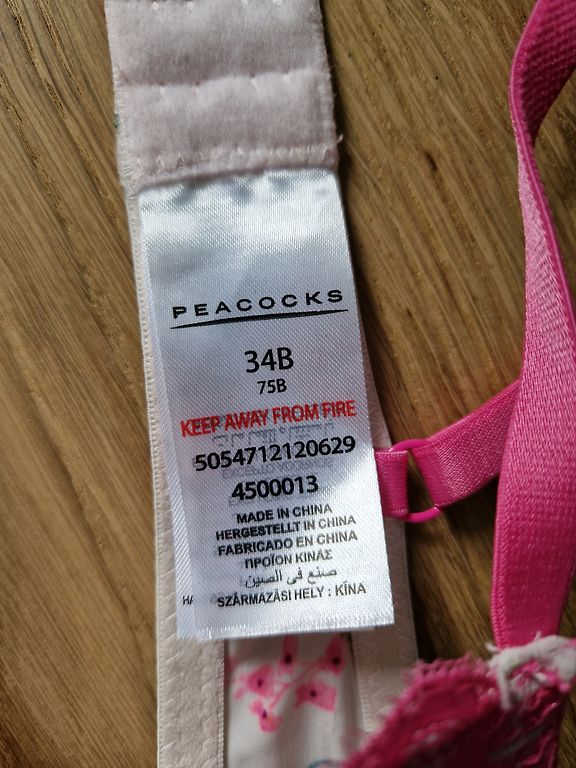 PEACOCKS
34B
75B
KEEP AWAY FROM FIRE
5054712120629
4500013
MADE IN CHINA
HERGESTELLT IN CHINA
FABRICADO EN CHINA
ΠΡΟΪΟΝ ΚΙΝΑΣ
صنع في الصين
SZÁRMAZÁSI HELY : KÍNA